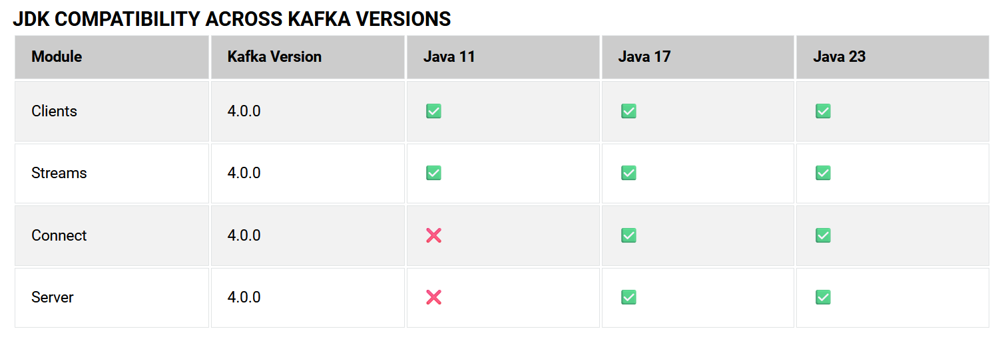 JDK COMPATIBILITY ACROSS KAFKA VERSIONS
Module Kafka Version Java 11 Java 17 Java 23
Clients 4.0.0 ✅ ✅ ✅
Streams 4.0.0 ✅ ✅ ✅
Connect 4.0.0 ❌ ✅ ✅
Server 4.0.0 ❌ ✅ ✅